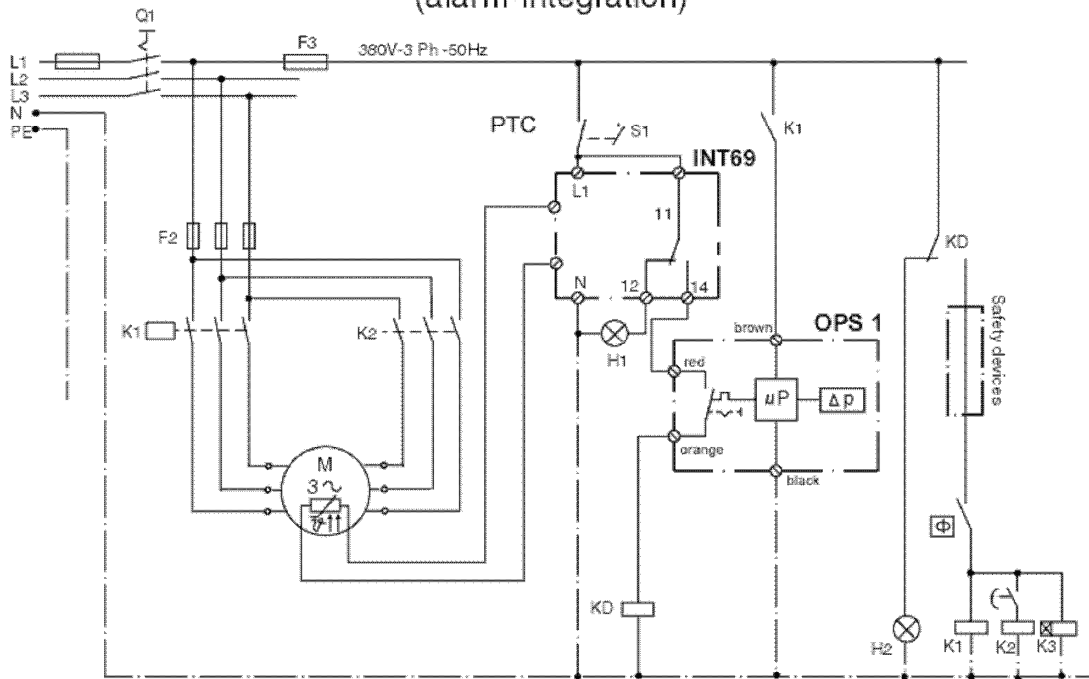 (alarm-integration)
Q1
F3
380V-3 Ph -50Hz
L1
L2
L3
N
PE
PTC
S1
K1
INT69
L1
11
F2
KD
N
12
14
Safety devices
K1
K2
H1
brown
OPS 1
red
µP
Δp
orange
black
M
3 ~
ϑ
Φ
KD
H2
K1
K2
K3